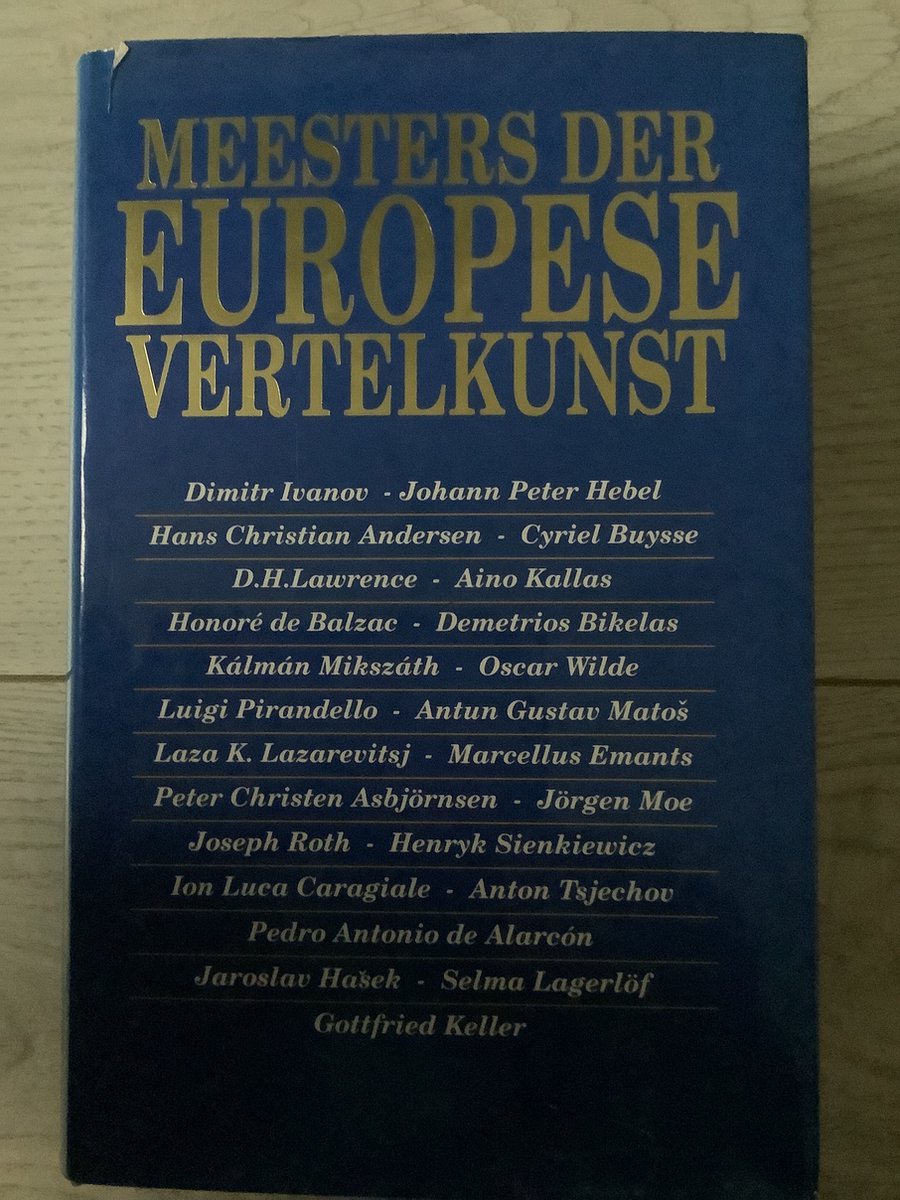 MEESTERS DER
EUROPESE
VERTELKUNST
Dimitr Ivanov - Johann Peter Hebel
Hans Christian Andersen - Cyriel Buysse
D.H.Lawrence - Aino Kallas
Honoré de Balzac - Demetrios Bikelas
Kálmán Mikszáth - Oscar Wilde
Luigi Pirandello - Antun Gustav Matoš
Laza K. Lazarevitsj - Marcellus Emants
Peter Christen Asbjörnsen - Jörgen Moe
Joseph Roth - Henryk Sienkiewicz
Ion Luca Caragiale - Anton Tsjechov
Pedro Antonio de Alarcón
Jaroslav Hašek - Selma Lagerlöf
Gottfried Keller